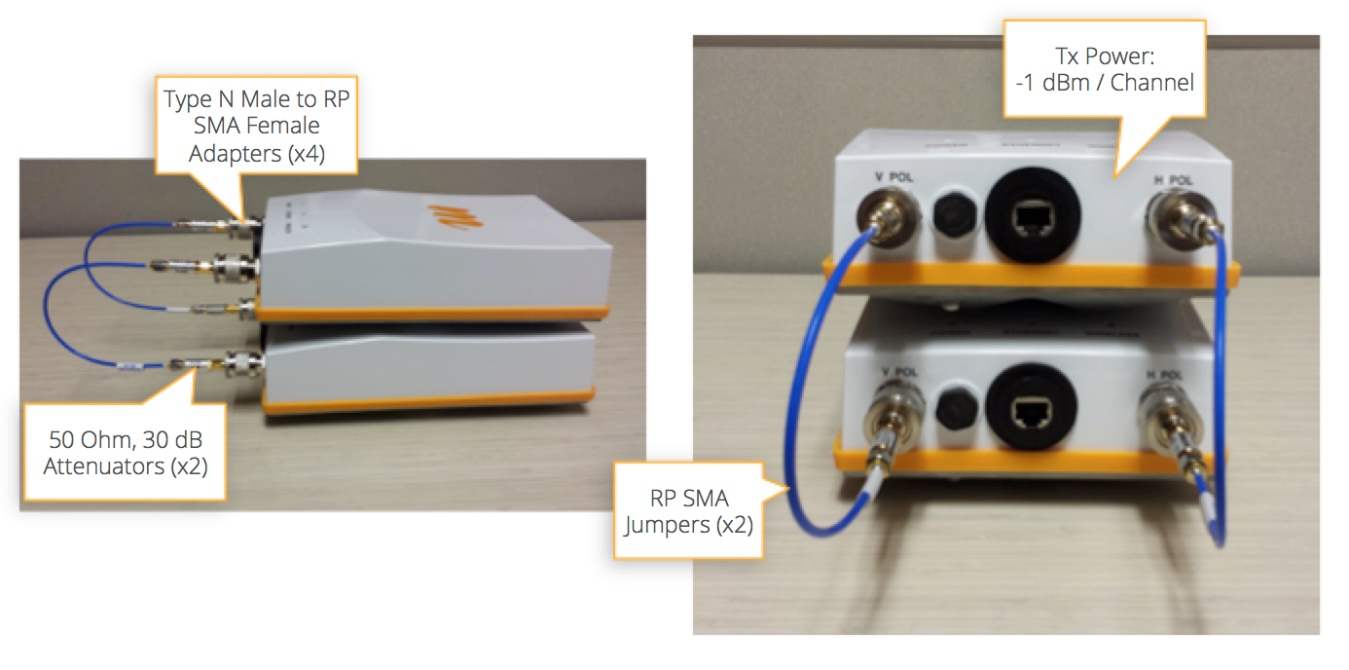 Type N Male to RP
SMA Female
Adapters (x4)
50 Ohm, 30 dB
Attenuators (x2)
Tx Power:
-1 dBm / Channel
V POL
H POL
V POL
H POL
RP SMA
Jumpers (x2)